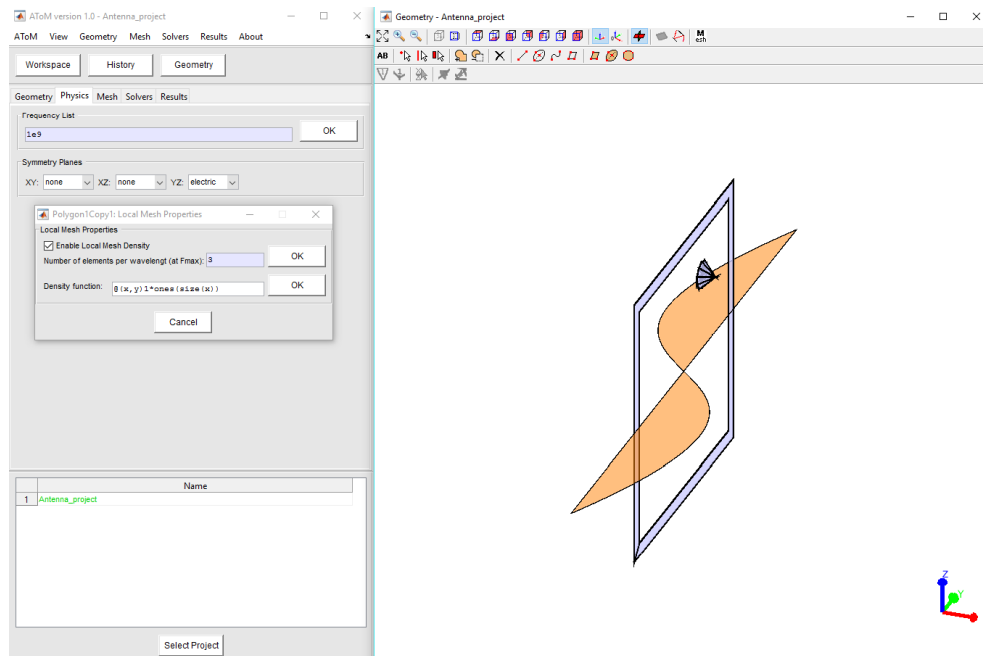 AToM version 1.0 - Antenna_project
AToM View Geometry Mesh Solvers Results About
Workspace History Geometry
Geometry Physics Mesh Solvers Results
Frequency List
1e9 OK
Symmetry Planes
XY: none XZ: none YZ: electric
Polygon1Copy1: Local Mesh Properties
Local Mesh Properties
Enable Local Mesh Density
Number of elements per wavelengt (at Fmax): 3 OK
Density function: @(x,y)1*ones(size(x)) OK
Cancel
Name
1 Antenna_project
Select Project
Geometry - Antenna_project
M
esh
AB
Z
Y